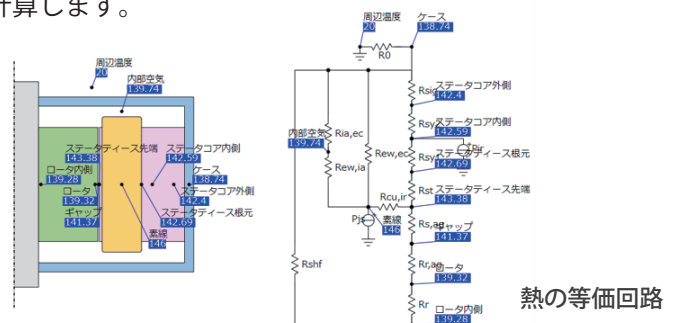 計算します。
周辺温度
20
内部空気
139.74
ステータティース先端
143.38
ステータコア内側
142.59
ロータ内側
139.28
ケース
138.74
ロータ
139.32
ステータコア外側
142.4
ギャップ
141.37
ステータティース根元
142.69
素線
146
周辺温度
20
ケース
138.74
R0
ステータコア外側
142.4
内部空気
139.74
Ria,ec
ステータコア内側
142.59
Rew,ec
ステータティース根元
142.69
Rew,ia
Rcu,ir
Rst
ステータティース先端
143.38
素線
146
ギャップ
141.37
Rshf
ロータ
139.32
Rr
ロータ内側
139.28
熱の等価回路